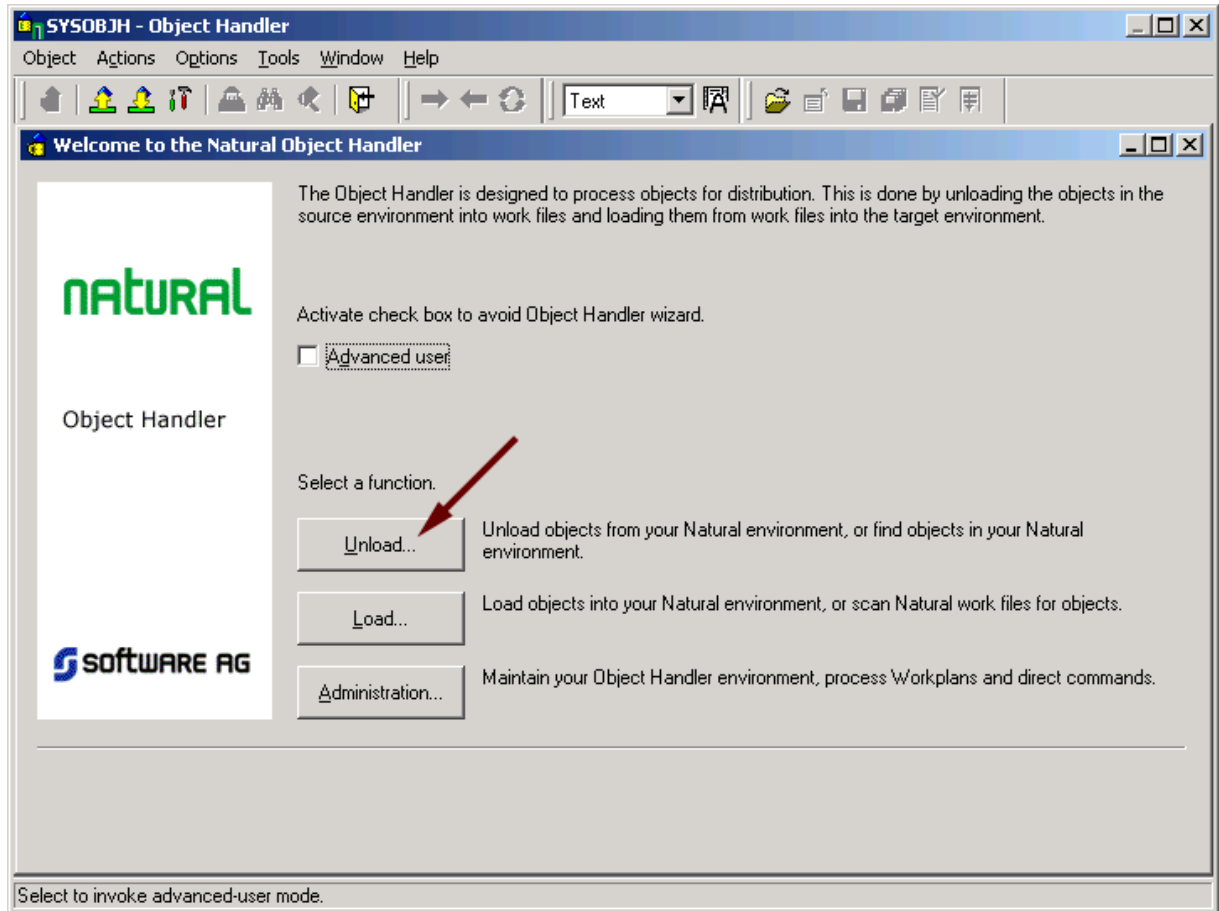 SYSOBJH - Object Handler
Object Actions Options Tools Window Help
Text
Welcome to the Natural Object Handler
The Object Handler is designed to process objects for distribution. This is done by unloading the objects in the
source environment into work files and loading them from work files into the target environment.
natural
Activate check box to avoid Object Handler wizard.
Advanced user
Object Handler
Select a function.
Unload...
Unload objects from your Natural environment, or find objects in your Natural
environment.
Load...
Load objects into your Natural environment, or scan Natural work files for objects.
software AG
Administration...
Maintain your Object Handler environment, process Workplans and direct commands.
Select to invoke advanced-user mode.